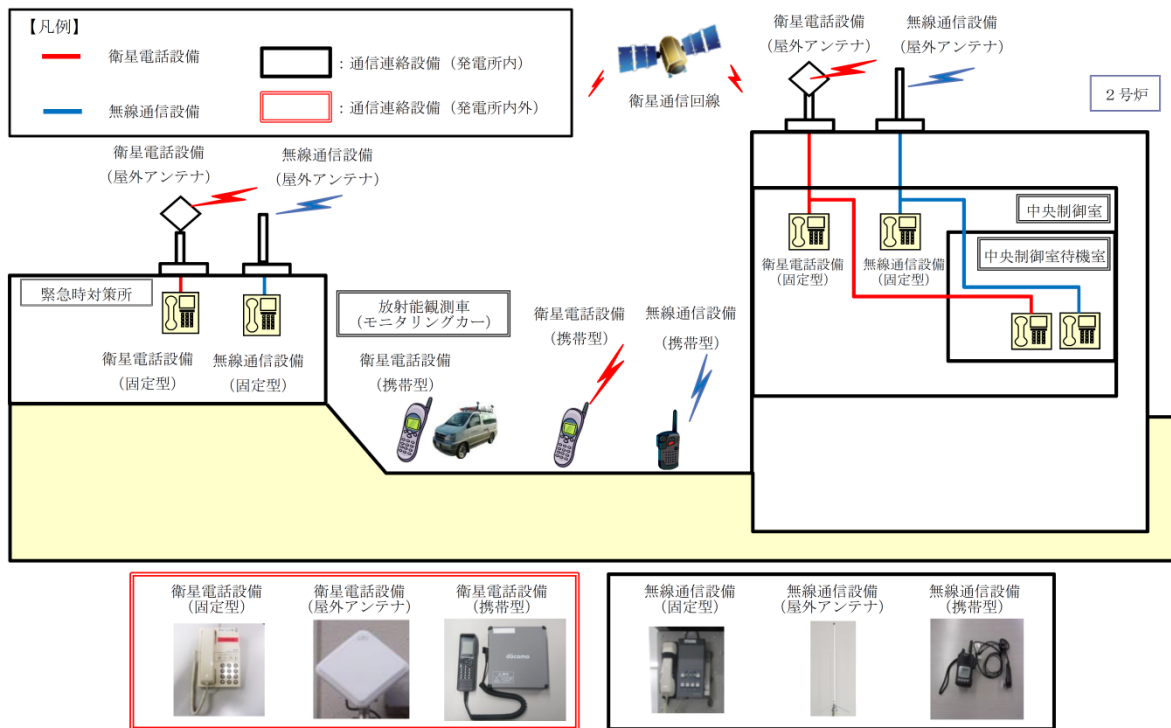 【凡例】
衛星電話設備
：通信連絡設備（発電所内）
無線通信設備
：通信連絡設備（発電所内外）
衛星通信回線
衛星電話設備
（屋外アンテナ）
無線通信設備
（屋外アンテナ）
２号炉
衛星電話設備
（屋外アンテナ）
無線通信設備
（屋外アンテナ）
中央制御室
中央制御室待機室
衛星電話設備
（固定型）
無線通信設備
（固定型）
緊急時対策所
衛星電話設備
（固定型）
無線通信設備
（固定型）
放射能観測車
（モニタリングカー）
衛星電話設備
（携帯型）
衛星電話設備
（携帯型）
無線通信設備
（携帯型）
衛星電話設備
（固定型）
衛星電話設備
（屋外アンテナ）
衛星電話設備
（携帯型）
docomo
無線通信設備
（固定型）
無線通信設備
（屋外アンテナ）
無線通信設備
（携帯型）